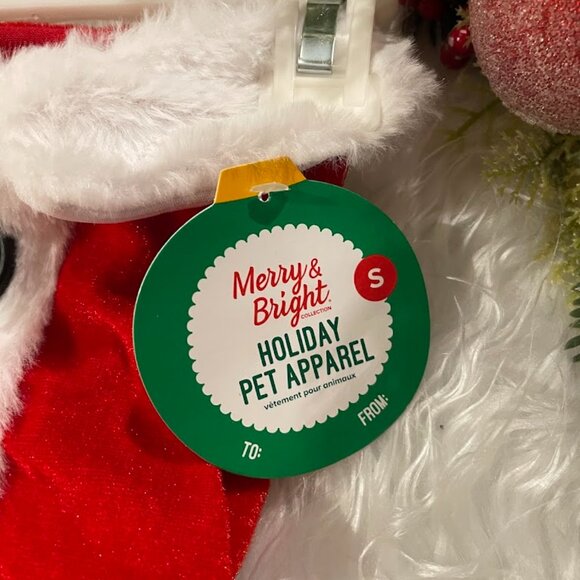 Merry &
Bright
COLLECTION
S
HOLIDAY
PET APPAREL
vêtement pour animaux
TO:
FROM: